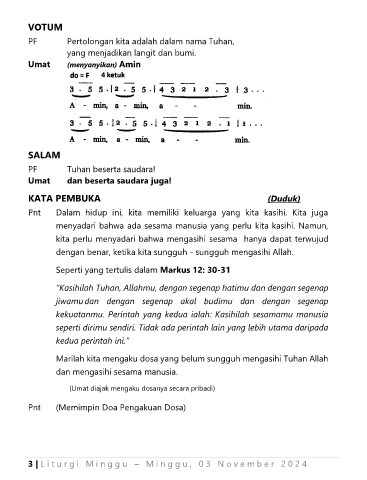 VOTUM
PF Pertolongan kita adalah dalam nama Tuhan,
yang menjadikan langit dan bumi.
Umat (menyanyikan) Amin
do = F 4 ketuk
3 . 5 5 . | 2 . 5 5 . | 4 3 2 1 2 . 3 | 3 . . .
A - min, a - min, a - - min.
3 . 5 5 . | 2 . 5 5 . | 4 3 2 1 2 . 1 | 1 . . .
A - min, a - min, a - - min.
SALAM
PF Tuhan beserta saudara!
Umat dan beserta saudara juga!
KATA PEMBUKA (Duduk)
Pnt Dalam hidup ini, kita memiliki keluarga yang kita kasihi. Kita juga
menyadari bahwa ada sesama manusia yang perlu kita kasihi. Namun,
kita perlu menyadari bahwa mengasihi sesama hanya dapat terwujud
dengan benar, ketika kita sungguh - sungguh mengasihi Allah.
Seperti yang tertulis dalam Markus 12: 30-31
"Kasihilah Tuhan, Allahmu, dengan segenap hatimu dan dengan segenap
jiwamu dan dengan segenap akal budimu dan dengan segenap
kekuatanmu. Perintah yang kedua ialah: Kasihilah sesamamu manusia
seperti dirimu sendiri. Tidak ada perintah lain yang lebih utama daripada
kedua perintah ini."
Marilah kita mengaku dosa yang belum sungguh mengasihi Tuhan Allah
dan mengasihi sesama manusia.
(Umat diajak mengaku dosanya secara pribadi)
Pnt (Memimpin Doa Pengakuan Dosa)
3 | Liturgi Minggu – Minggu, 03 November 2024